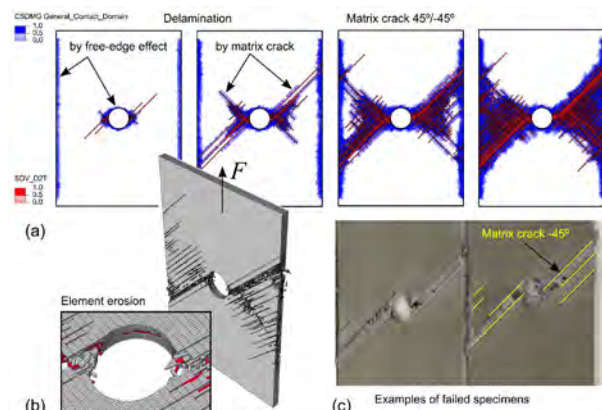 CSDMG General_Contact_Domain
1.0
0.5
0.0
Delamination
Matrix crack 45º/-45º
by free-edge effect
by matrix crack
SDV_D2T
1.0
0.5
0.0
(a)
F
Matrix crack -45º
Element erosion
(b)
(c)
Examples of failed specimens